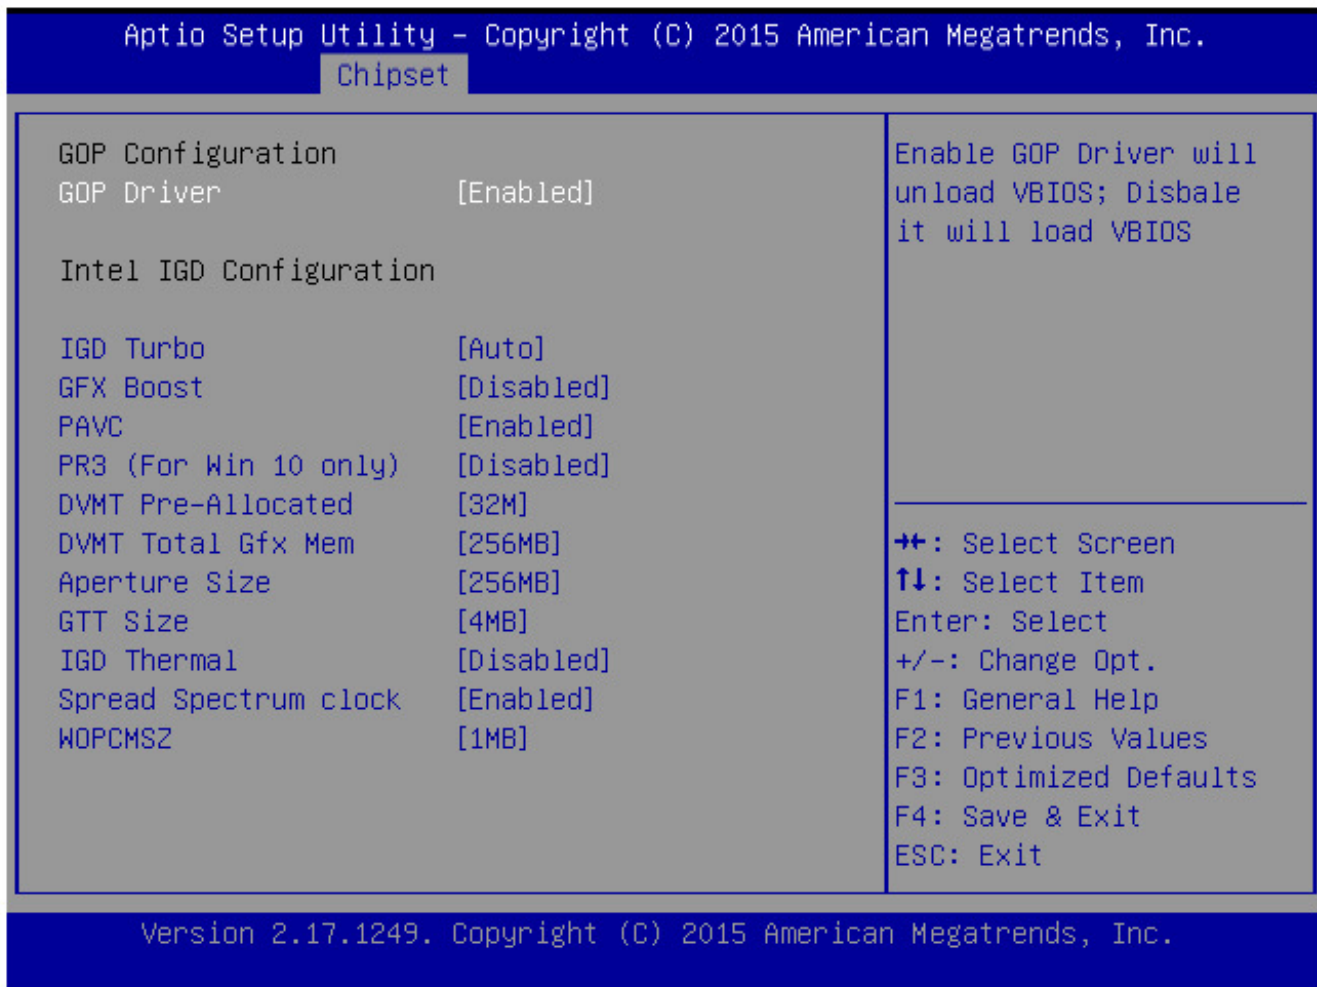 Aptio Setup Utility – Copyright (C) 2015 American Megatrends, Inc.
Chipset
GOP Configuration
GOP Driver [Enabled]
Intel IGD Configuration
IGD Turbo [Auto]
GFX Boost [Disabled]
PAVC [Enabled]
PR3 (For Win 10 only) [Disabled]
DVMT Pre-Allocated [32M]
DVMT Total Gfx Mem [256MB]
Aperture Size [256MB]
GTT Size [4MB]
IGD Thermal [Disabled]
Spread Spectrum clock [Enabled]
WOPCMSZ [1MB]
Enable GOP Driver will
unload VBIOS; Disbale
it will load VBIOS
→←: Select Screen
↑↓: Select Item
Enter: Select
+/-: Change Opt.
F1: General Help
F2: Previous Values
F3: Optimized Defaults
F4: Save & Exit
ESC: Exit
Version 2.17.1249. Copyright (C) 2015 American Megatrends, Inc.